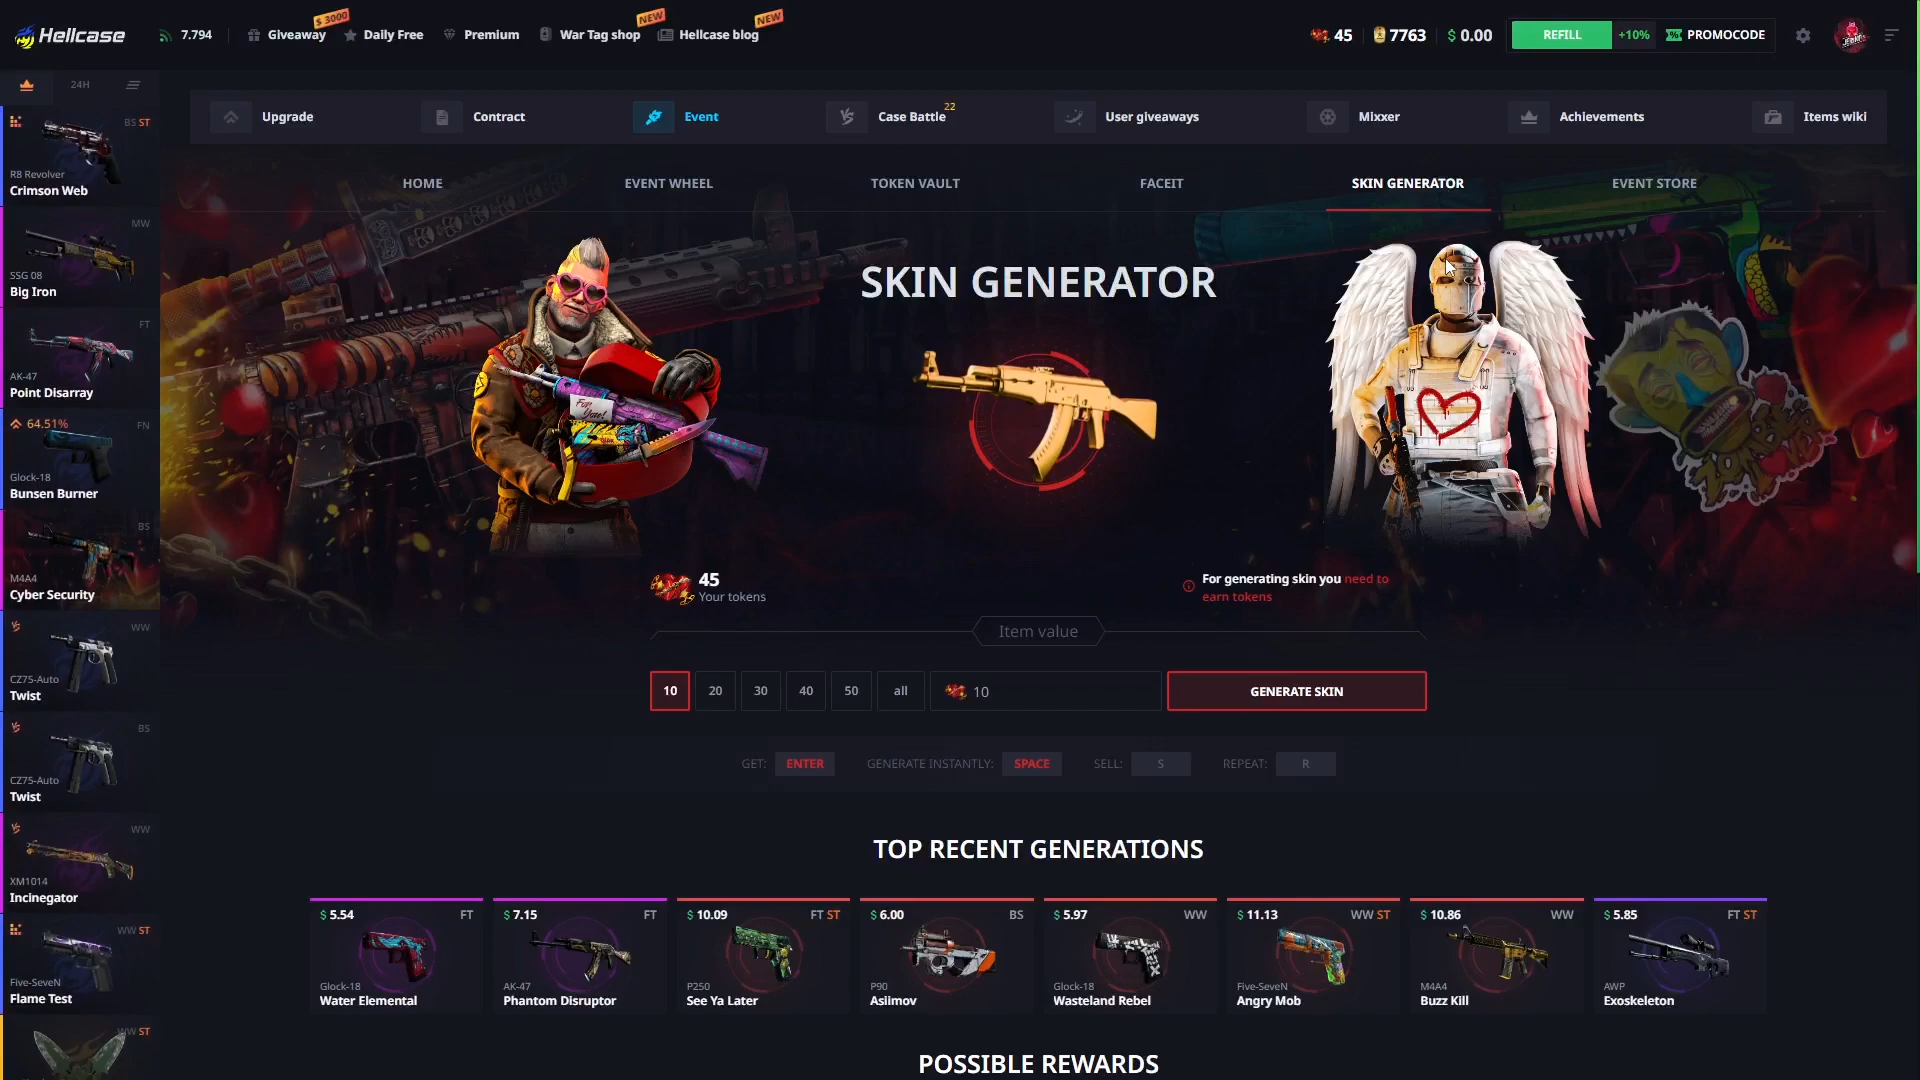 Hellcase
7.794
Giveaway
$ 3000
Daily Free
Premium
War Tag shop
NEW
Hellcase blog
NEW
45
7763
$ 0.00
REFILL
+10%
PROMOCODE
24H
Upgrade
Contract
Event
Case Battle
22
User giveaways
Mixxer
Achievements
Items wiki
HOME
EVENT WHEEL
TOKEN VAULT
FACEIT
SKIN GENERATOR
EVENT STORE
BS ST
R8 Revolver
Crimson Web
MW
SSG 08
Big Iron
FT
AK-47
Point Disarray
64.51%
FN
Glock-18
Bunsen Burner
BS
M4A4
Cyber Security
WW
CZ75-Auto
Twist
BS
CZ75-Auto
Twist
WW
XM1014
Incinegator
WW ST
Five-SeveN
Flame Test
WW ST
SKIN GENERATOR
For You!
45
Your tokens
For generating skin you need to
earn tokens
Item value
10
20
30
40
50
all
10
GENERATE SKIN
GET:
ENTER
GENERATE INSTANTLY:
SPACE
SELL:
S
REPEAT:
R
TOP RECENT GENERATIONS
$ 5.54
FT
Glock-18
Water Elemental
$ 7.15
FT
AK-47
Phantom Disruptor
$ 10.09
FT ST
P250
See Ya Later
$ 6.00
BS
P90
Asiimov
$ 5.97
WW
Glock-18
Wasteland Rebel
$ 11.13
WW ST
Five-SeveN
Angry Mob
$ 10.86
WW
M4A4
Buzz Kill
$ 5.85
FT ST
AWP
Exoskeleton
POSSIBLE REWARDS